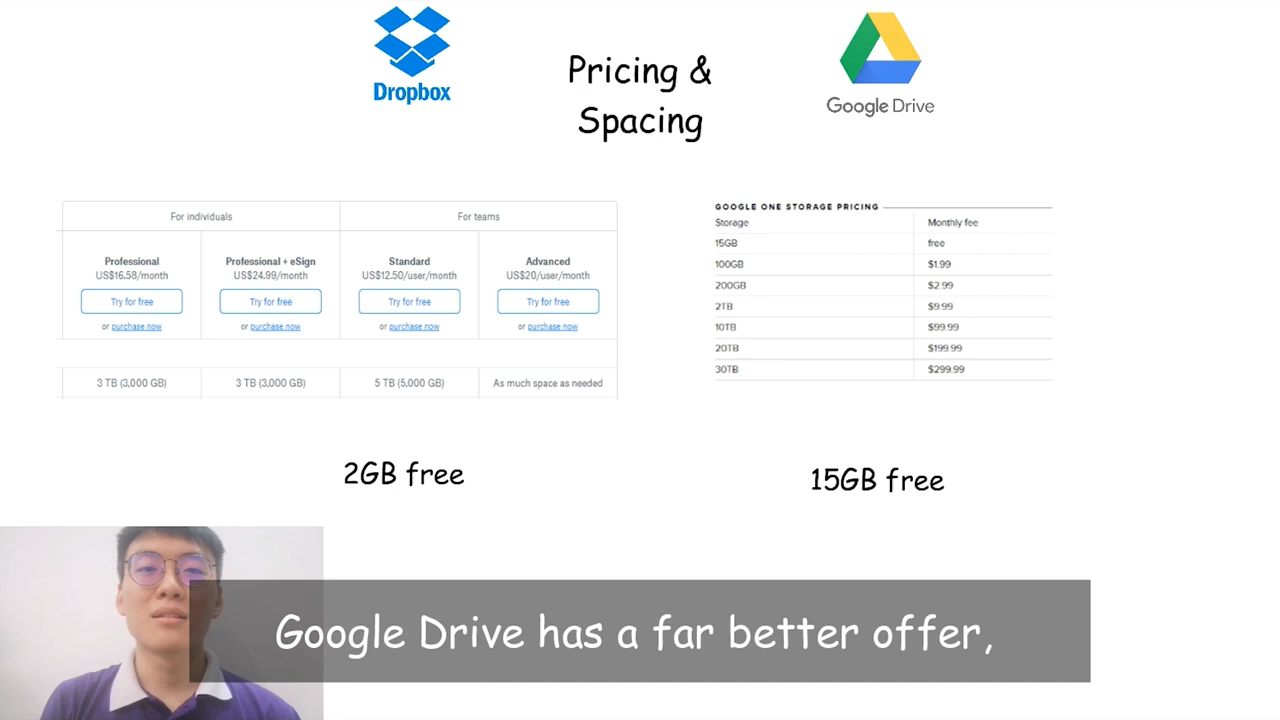 Dropbox
Pricing &
Spacing
Google Drive
For individuals
For teams
Professional
US$16.58/month
Try for free
or purchase now
Professional + eSign
US$24.99/month
Try for free
or purchase now
Standard
US$12.50/user/month
Try for free
or purchase now
Advanced
US$20/user/month
Try for free
or purchase now
3 TB (3,000 GB)
3 TB (3,000 GB)
5 TB (5,000 GB)
As much space as needed
GOOGLE ONE STORAGE PRICING
Storage Monthly fee
15GB free
100GB $1.99
200GB $2.99
2TB $9.99
10TB $99.99
20TB $199.99
30TB $299.99
2GB free
15GB free
Google Drive has a far better offer,